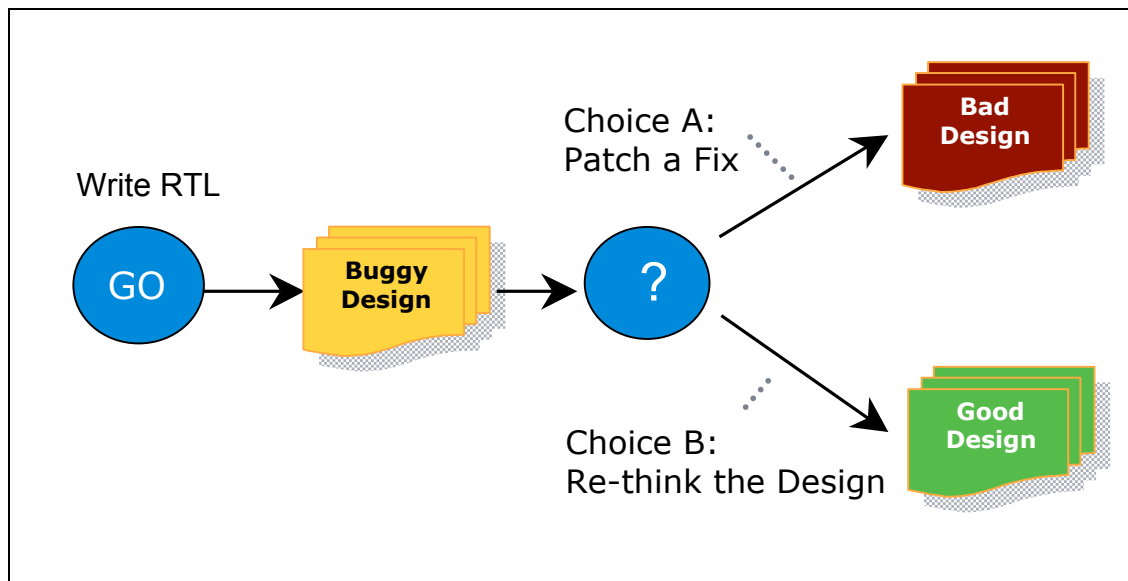 Write RTL
GO
Buggy
Design
?
Choice A:
Patch a Fix
Bad
Design
Choice B:
Re-think the Design
Good
Design